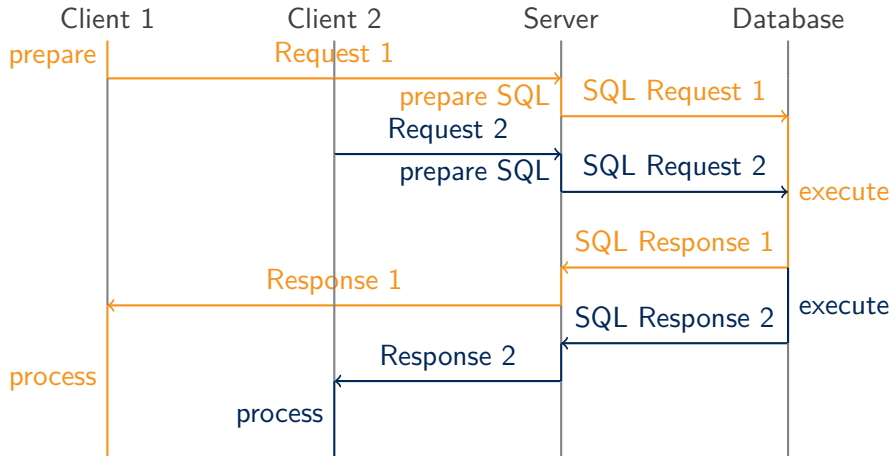 Client 1 Client 2 Server Database
prepare
Request 1
prepare SQL
SQL Request 1
Request 2
prepare SQL
SQL Request 2
execute
SQL Response 1
Response 1
execute
SQL Response 2
Response 2
process
process